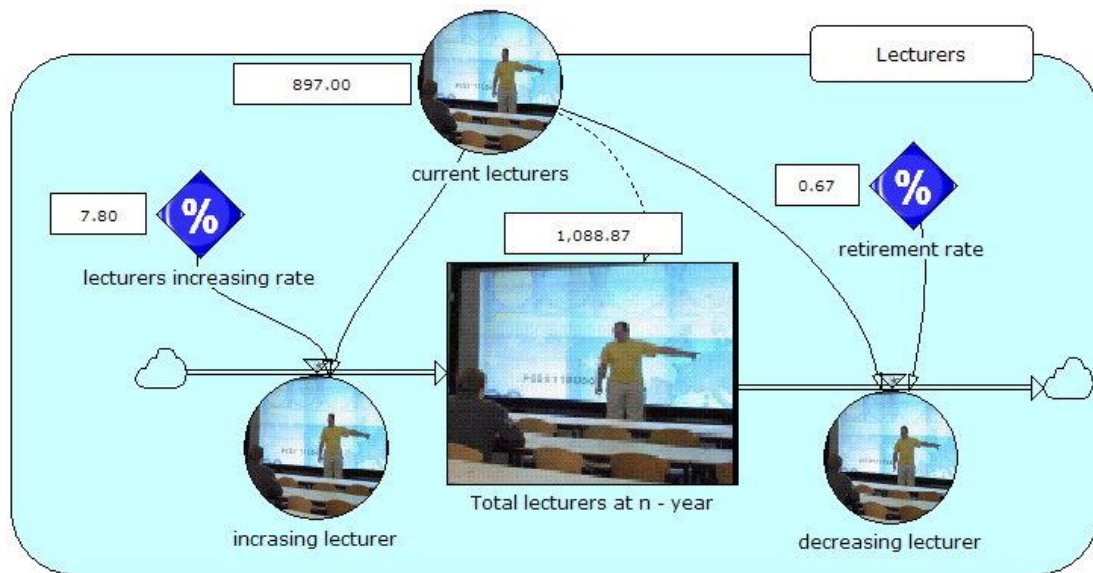 Lecturers
897.00
current lecturers
7.80
%
lecturers increasing rate
0.67
%
retirement rate
1,088.87
Total lecturers at n - year
incrasing lecturer
decreasing lecturer